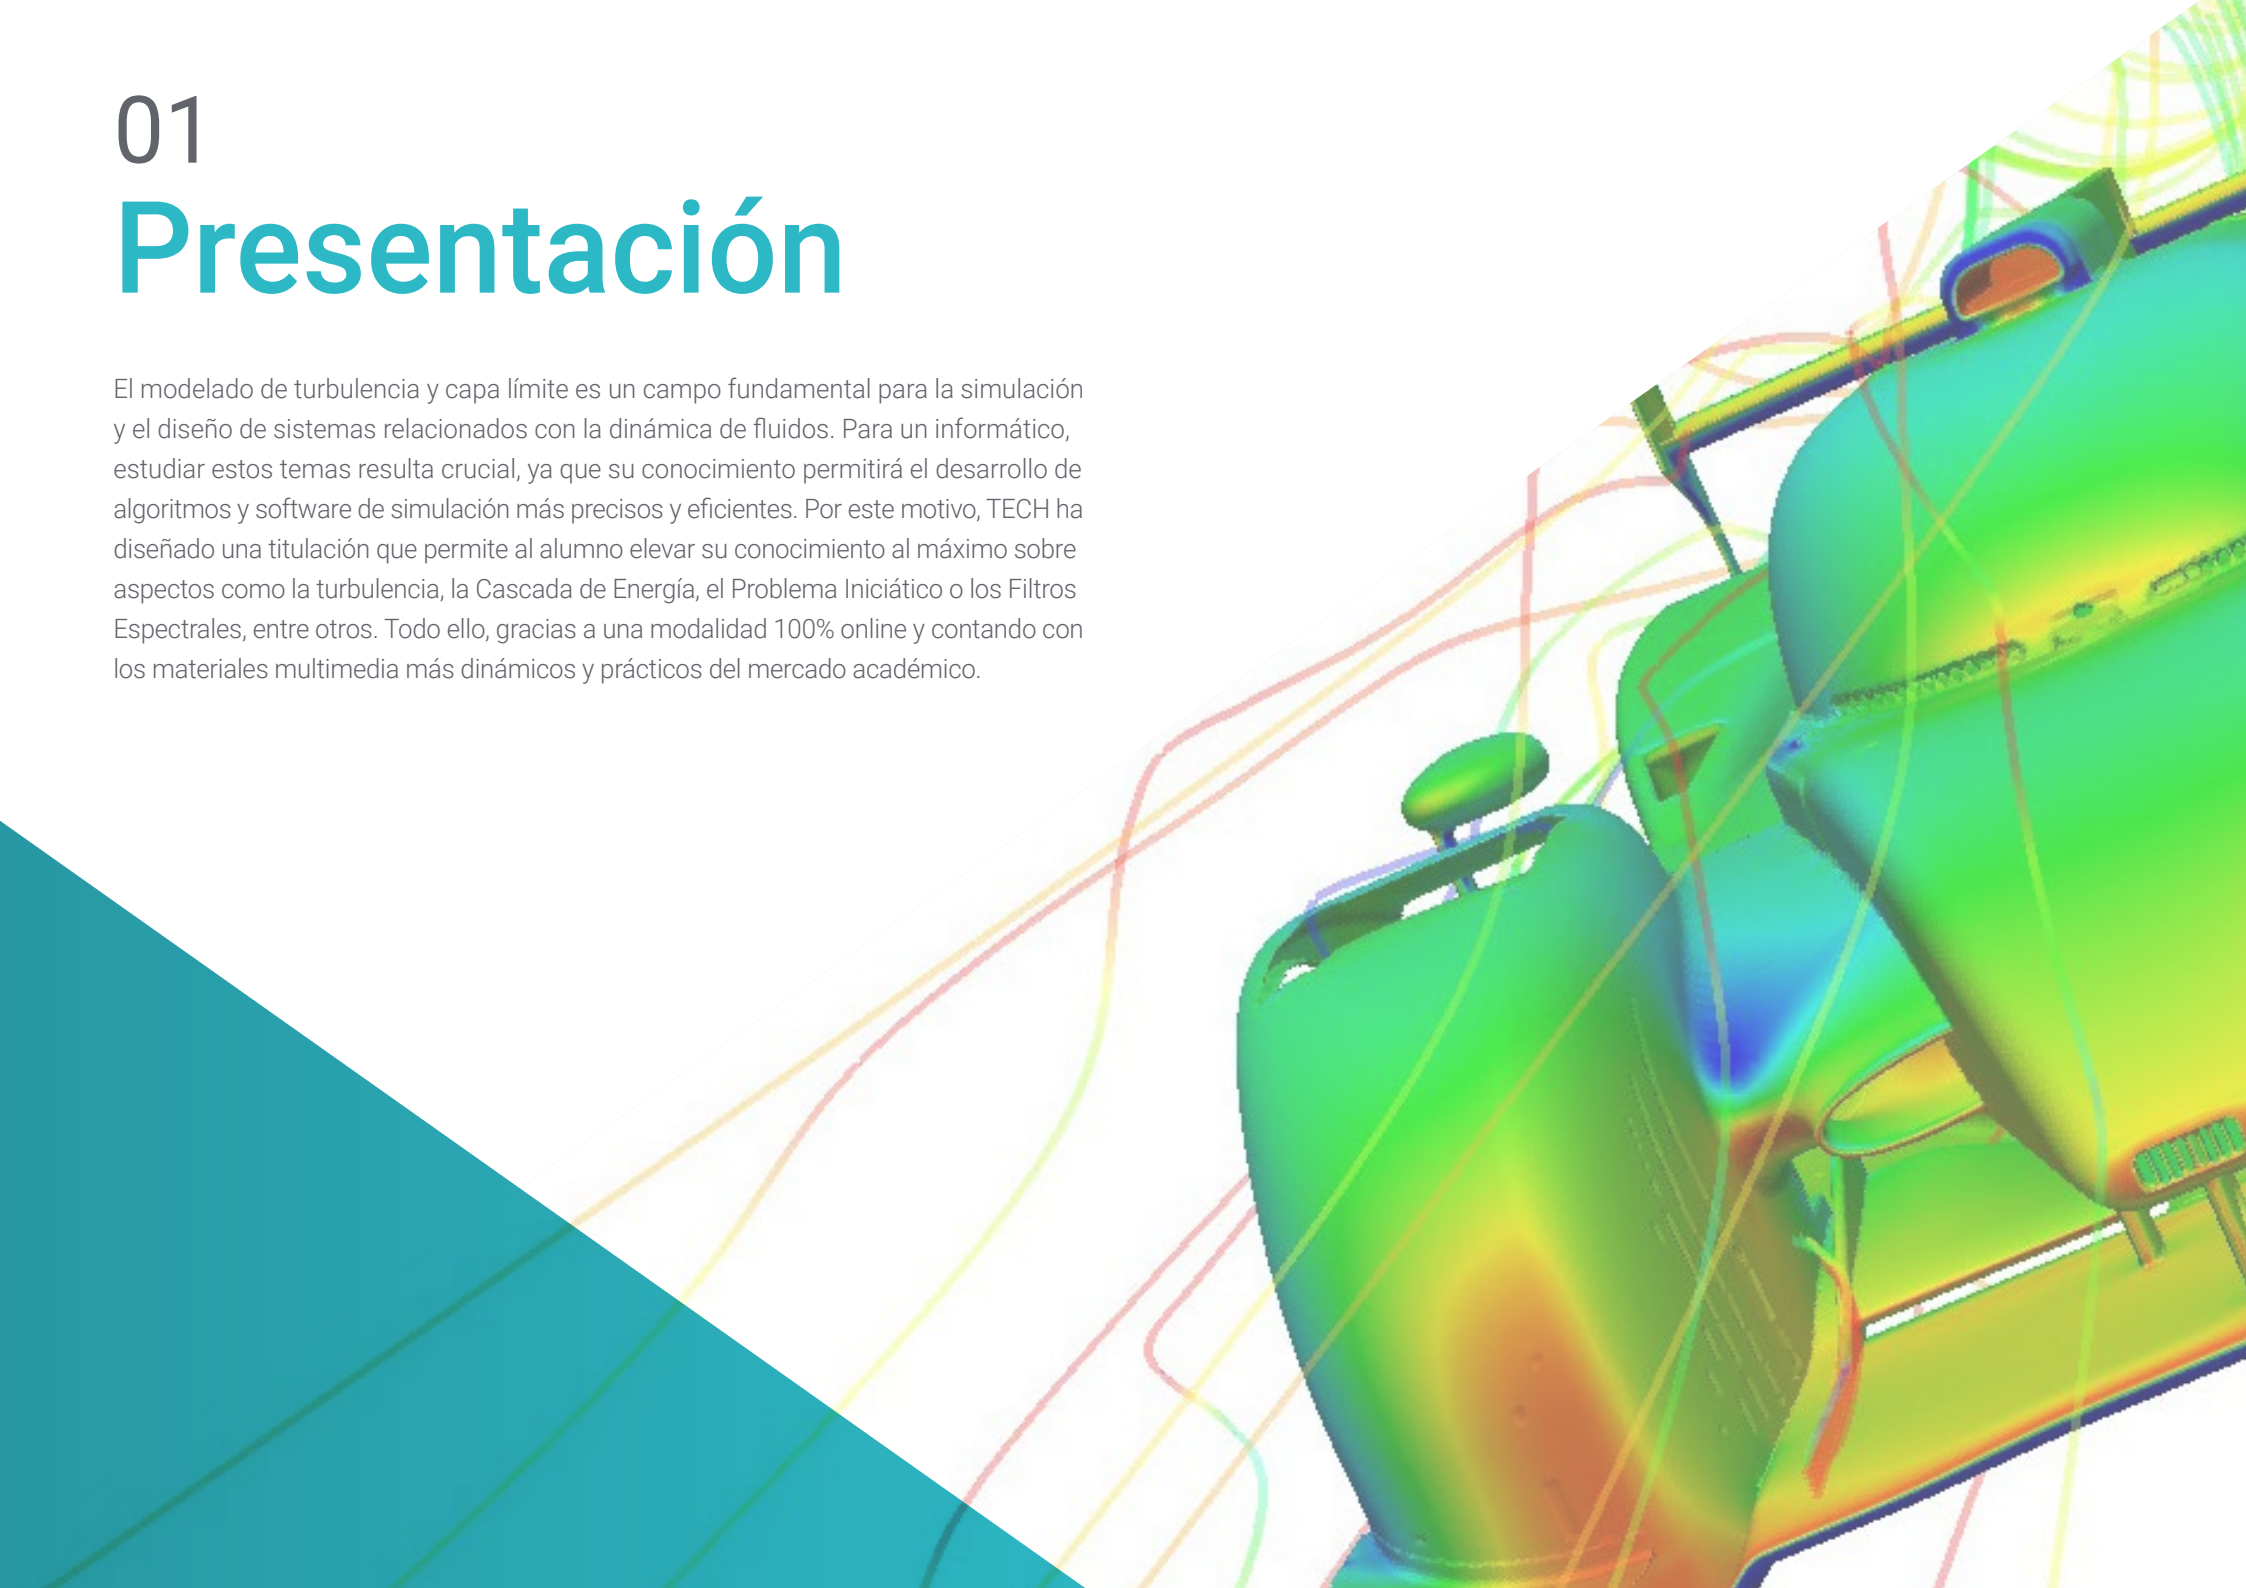 01
Presentación
El modelado de turbulencia y capa límite es un campo fundamental para la simulación
y el diseño de sistemas relacionados con la dinámica de fluidos. Para un informático,
estudiar estos temas resulta crucial, ya que su conocimiento permitirá el desarrollo de
algoritmos y software de simulación más precisos y eficientes. Por este motivo, TECH ha
diseñado una titulación que permite al alumno elevar su conocimiento al máximo sobre
aspectos como la turbulencia, la Cascada de Energía, el Problema Iniciático o los Filtros
Espectrales, entre otros. Todo ello, gracias a una modalidad 100% online y contando con
los materiales multimedia más dinámicos y prácticos del mercado académico.